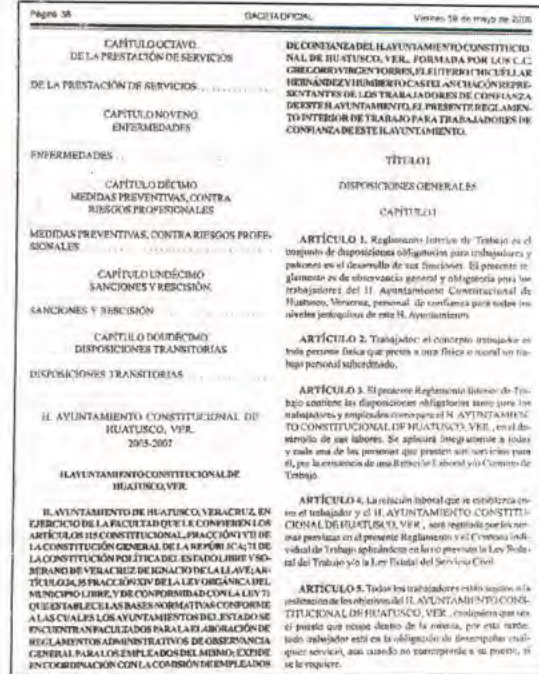 Página 38
GACETA OFICIAL
Viernes 19 de mayo de 2006
CAPÍTULO OCTAVO
DE LA PRESTACIÓN DE SERVICIOS
DE LA PRESTACIÓN DE SERVICIOS
CAPÍTULO NOVENO
ENFERMEDADES
ENFERMEDADES
CAPÍTULO DÉCIMO
MEDIDAS PREVENTIVAS, CONTRA
RIESGOS PROFESIONALES
MEDIDAS PREVENTIVAS, CONTRA RIESGOS PROFE-
SIONALES
CAPÍTULO UNDÉCIMO
SANCIONES Y RESCISIÓN.
SANCIONES Y RESCISIÓN
CAPÍTULO DOUDÉCIMO
DISPOSICIONES TRANSITORIAS
DISPOSICIONES TRANSITORIAS
H. AYUNTAMIENTO CONSTITUCIONAL DE
HUATUSCO, VER.
2005-2007
H. AYUNTAMIENTO CONSTITUCIONAL DE
HUATUSCO, VER.
H. AYUNTAMIENTO DE HUATUSCO, VERACRUZ, EN
EJERCICIO DE LA FACULTAD QUE LE CONFIEREN LOS
ARTÍCULOS 115 CONSTITUCIONAL, FRACCIÓN VII DE
LA CONSTITUCIÓN GENERAL DE LA REPÚBLICA; 71 DE
LA CONSTITUCIÓN POLÍTICA DEL ESTADO LIBRE Y SO-
BERANO DE VERACRUZ DE IGNACIO DE LA LLAVE; AR-
TÍCULO 34, 35 FRACCIÓN XIV DE LA LEY ORGÁNICA DEL
MUNICIPIO LIBRE, Y DE CONFORMIDAD CON LA LEY 71
QUE ESTABLECE LAS BASES NORMATIVAS CONFORME
A LAS CUALES LOS AYUNTAMIENTOS DEL ESTADO SE
ENCUENTRAN FACULTADOS PARA LA ELABORACIÓN DE
REGLAMENTOS ADMINISTRATIVOS DE OBSERVANCIA
GENERAL PARA LOS EMPLEADOS DEL MISMO; EXPIDE
EN COORDINACIÓN CON LA COMISIÓN DE EMPLEADOS
DE CONFIANZA DEL H. AYUNTAMIENTO CONSTITUCIO-
NAL DE HUATUSCO, VER., FORMADA POR LOS C.C.
GREGORIO VIRGEN TORRES, ELEUTERIO CHICUÉLLAR
HERNÁNDEZ Y HUMBERTO CASTELAN CHACÓN REPRE-
SENTANTES DE LOS TRABAJADORES DE CONFIANZA
DE ESTE H. AYUNTAMIENTO, EL PRESENTE REGLAMEN-
TO INTERIOR DE TRABAJO PARA TRABAJADORES DE
CONFIANZA DE ESTE H. AYUNTAMIENTO.
TÍTULO I
DISPOSICIONES GENERALES
CAPÍTULO I
ARTÍCULO 1. Reglamento Interior de Trabajo es el
conjunto de disposiciones obligatorias para trabajadores y
patrones en el desarrollo de sus funciones. El presente re-
glamento es de observancia general y obligatoria para los
trabajadores del H. Ayuntamiento Constitucional de
Huatusco, Veracruz, personal de confianza para todos los
niveles jerárquicos de este H. Ayuntamiento.
ARTÍCULO 2. Trabajador: el concepto trabajador es
toda persona física que presta a otra física o moral un tra-
bajo personal subordinado.
ARTÍCULO 3. El presente Reglamento Interior de Tra-
bajo contiene las disposiciones obligatorias tanto para los
trabajadores y empleados como para el H. AYUNTAMIEN-
TO CONSTITUCIONAL DE HUATUSCO, VER., en el de-
sarrollo de sus labores. Se aplicará íntegramente a todas
y cada una de las personas que presten sus servicios para
él, por la existencia de una Relación Laboral y/o Contrato de
Trabajo.
ARTÍCULO 4. La relación laboral que se establezca en-
tre el trabajador y el H. AYUNTAMIENTO CONSTITU-
CIONAL DE HUATUSCO, VER., será regulada por las nor-
mas previstas en el presente Reglamento y el Contrato indi-
vidual de Trabajo aplicándose en lo no previsto la Ley Fede-
ral del Trabajo y/o la Ley Estatal del Servicio Civil.
ARTÍCULO 5. Todos los trabajadores están sujetos a la
realización de los objetivos del H. AYUNTAMIENTO CONS-
TITUCIONAL DE HUATUSCO, VER., cualquiera que sea
el puesto que ocupe dentro de la misma, por esta razón,
todo trabajador está en la obligación de desempeñar cual-
quier servicio, aun cuando no corresponde a su puesto, si
se le requiere.